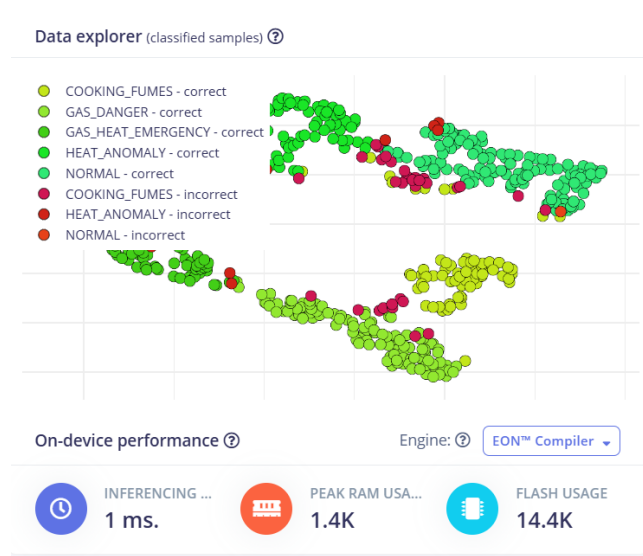 Data explorer (classified samples) ?
COOKING_FUMES - correct
GAS_DANGER - correct
GAS_HEAT_EMERGENCY - correct
HEAT_ANOMALY - correct
NORMAL - correct
COOKING_FUMES - incorrect
HEAT_ANOMALY - incorrect
NORMAL - incorrect
On-device performance ? Engine: ? EON™ Compiler
INFERENCING ... PEAK RAM USA... FLASH USAGE
1 ms. 1.4K 14.4K